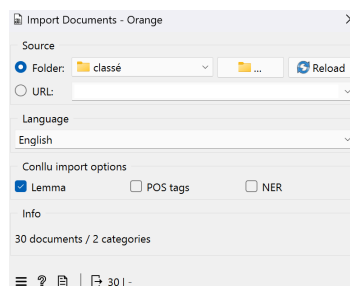 Import Documents - Orange
Source
Folder: classé ... Reload
URL:
Language
English
Conllu import options
Lemma POS tags NER
Info
30 documents / 2 categories
? 30 | -